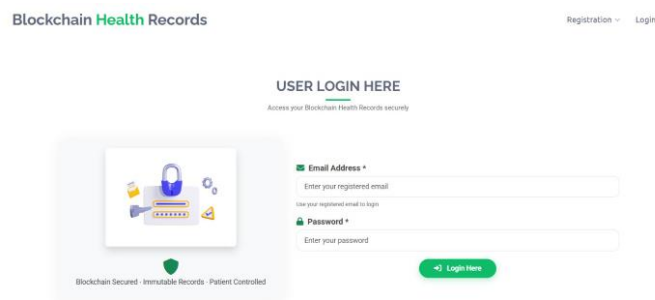 Blockchain Health Records
Registration Login
USER LOGIN HERE
Access your Blockchain Health Records securely
Email Address *
Enter your registered email
Use your registered email to login
Password *
Enter your password
Login Here
Blockchain Secured · Immutable Records · Patient Controlled